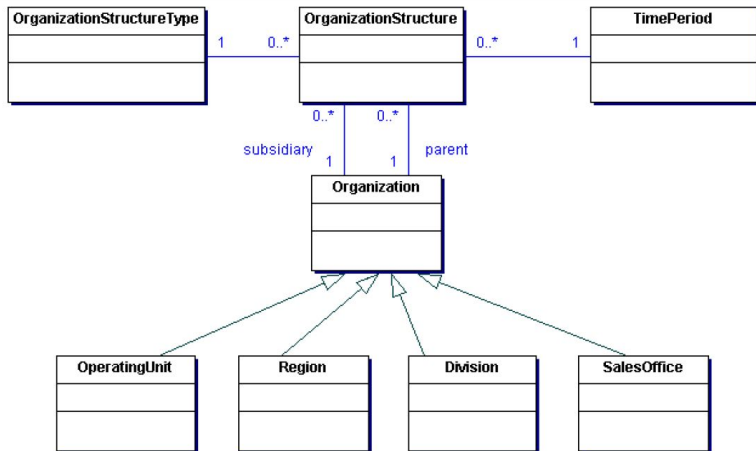 OrganizationStructureType
OrganizationStructure
TimePeriod
1
0..*
0..*
1
0..*
0..*
subsidiary
parent
1
1
Organization
OperatingUnit
Region
Division
SalesOffice